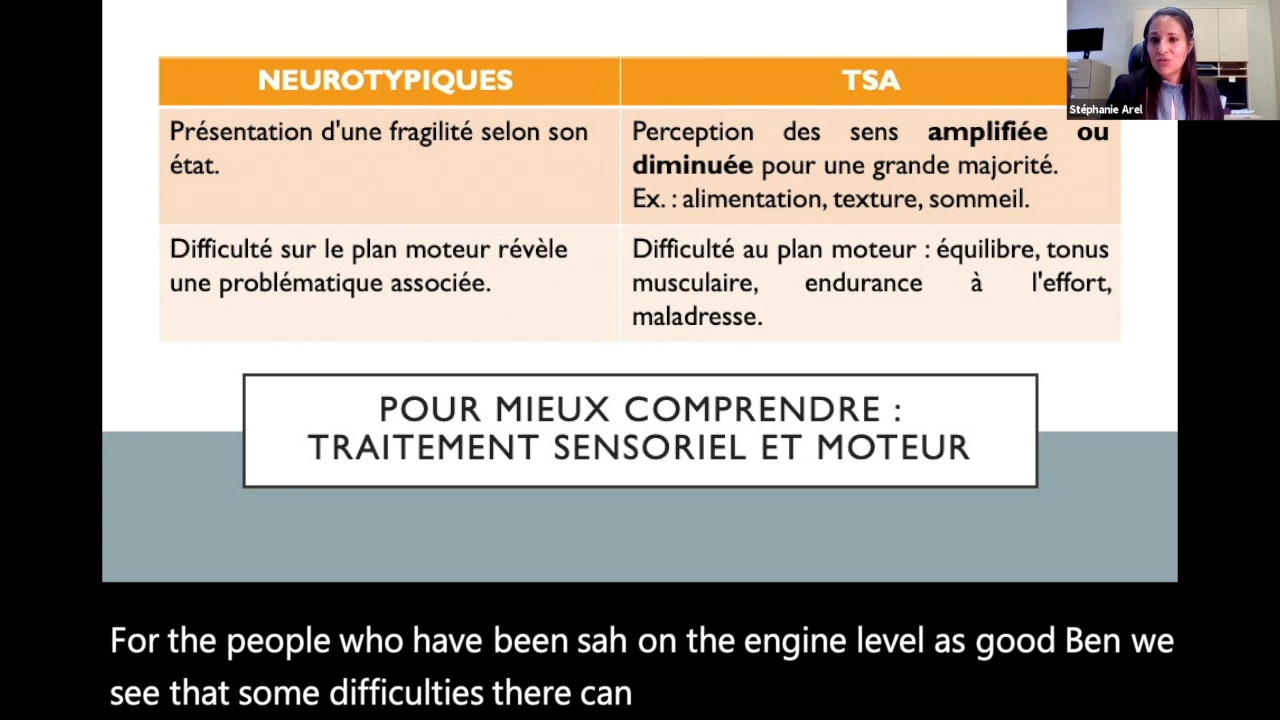 NEUROTYPIQUES
TSA
Présentation d'une fragilité selon son
état.
Perception des sens amplifiée ou
diminuée pour une grande majorité.
Ex. : alimentation, texture, sommeil.
Difficulté sur le plan moteur révèle
une problématique associée.
Difficulté au plan moteur : équilibre, tonus
musculaire, endurance à l'effort,
maladresse.
POUR MIEUX COMPRENDRE :
TRAITEMENT SENSORIEL ET MOTEUR
Stéphanie Arel
For the people who have been sah on the engine level as good Ben we
see that some difficulties there can